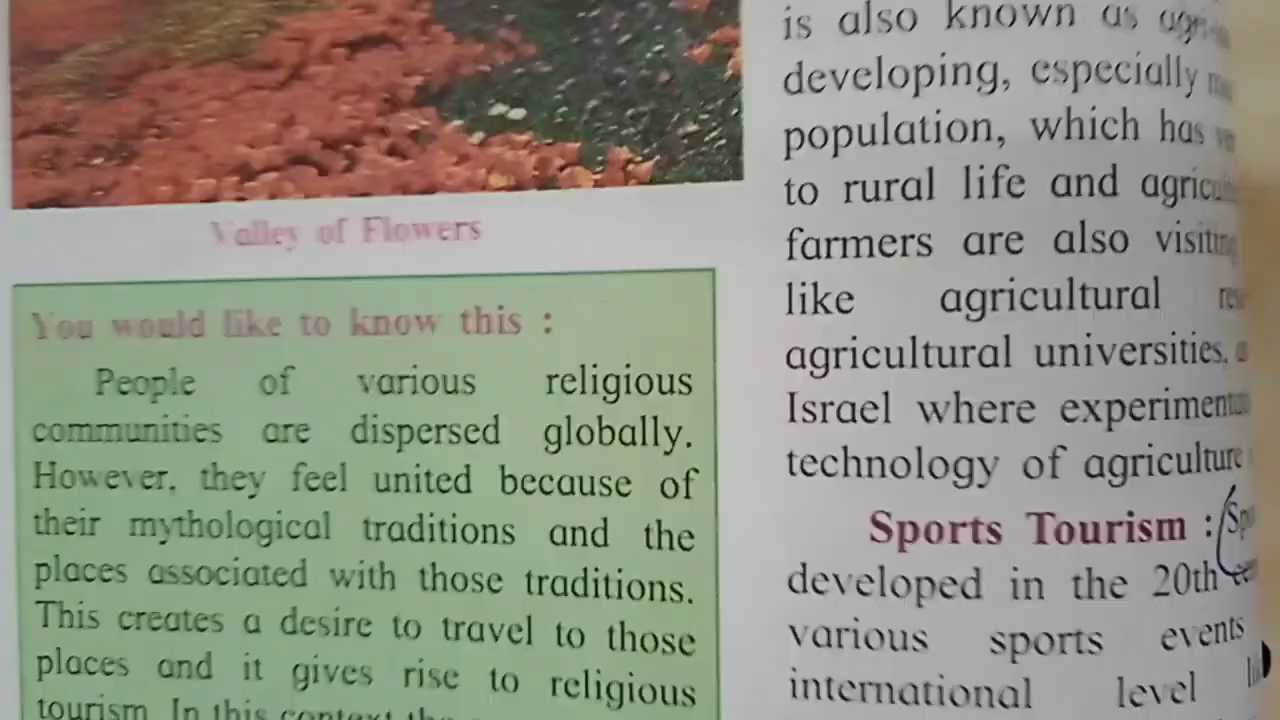 Valley of Flowers
You would like to know this :
People of various religious
communities are dispersed globally.
However, they feel united because of
their mythological traditions and the
places associated with those traditions.
This creates a desire to travel to those
places and it gives rise to religious
tourism. In this context the
is also known as
developing, especially
population, which has
to rural life and
farmers are also
like agricultural
agricultural universities,
Israel where
technology of agriculture
Sports Tourism :
developed in the 20th
various sports events
international level